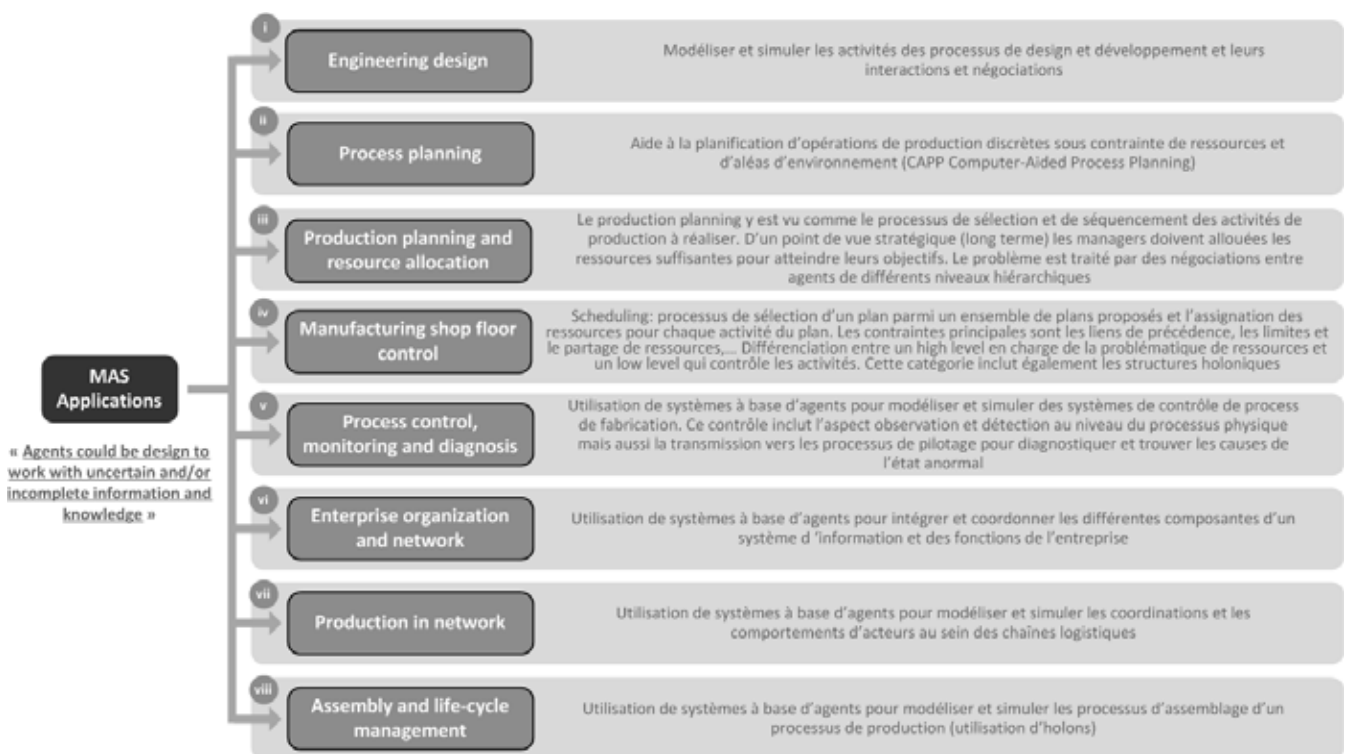 MAS
Applications
« Agents could be design to
work with uncertain and/or
incomplete information and
knowledge »
i
Engineering design
Modéliser et simuler les activités des processus de design et développement et leurs
interactions et négociations
ii
Process planning
Aide à la planification d'opérations de production discrètes sous contrainte de ressources et
d'aléas d'environnement (CAPP Computer-Aided Process Planning)
iii
Production planning and
resource allocation
Le production planning y est vu comme le processus de sélection et de séquencement des activités de
production à réaliser. D'un point de vue stratégique (long terme) les managers doivent allouées les
ressources suffisantes pour atteindre leurs objectifs. Le problème est traité par des négociations entre
agents de différents niveaux hiérarchiques
iv
Manufacturing shop floor
control
Scheduling: processus de sélection d'un plan parmi un ensemble de plans proposés et l'assignation des
ressources pour chaque activité du plan. Les contraintes principales sont les liens de précédence, les limites et
le partage de ressources,... Différenciation entre un high level en charge de la problématique de ressources et
un low level qui contrôle les activités. Cette catégorie inclut également les structures holoniques
v
Process control,
monitoring and diagnosis
Utilisation de systèmes à base d'agents pour modéliser et simuler des systèmes de contrôle de process
de fabrication. Ce contrôle inclut l'aspect observation et détection au niveau du processus physique
mais aussi la transmission vers les processus de pilotage pour diagnostiquer et trouver les causes de
l'état anormal
vi
Enterprise organization
and network
Utilisation de systèmes à base d'agents pour intégrer et coordonner les différentes composantes d'un
système d 'information et des fonctions de l'entreprise
vii
Production in network
Utilisation de systèmes à base d'agents pour modéliser et simuler les coordinations et les
comportements d'acteurs au sein des chaînes logistiques
viii
Assembly and life-cycle
management
Utilisation de systèmes à base d'agents pour modéliser et simuler les processus d'assemblage d'un
processus de production (utilisation d'holons)